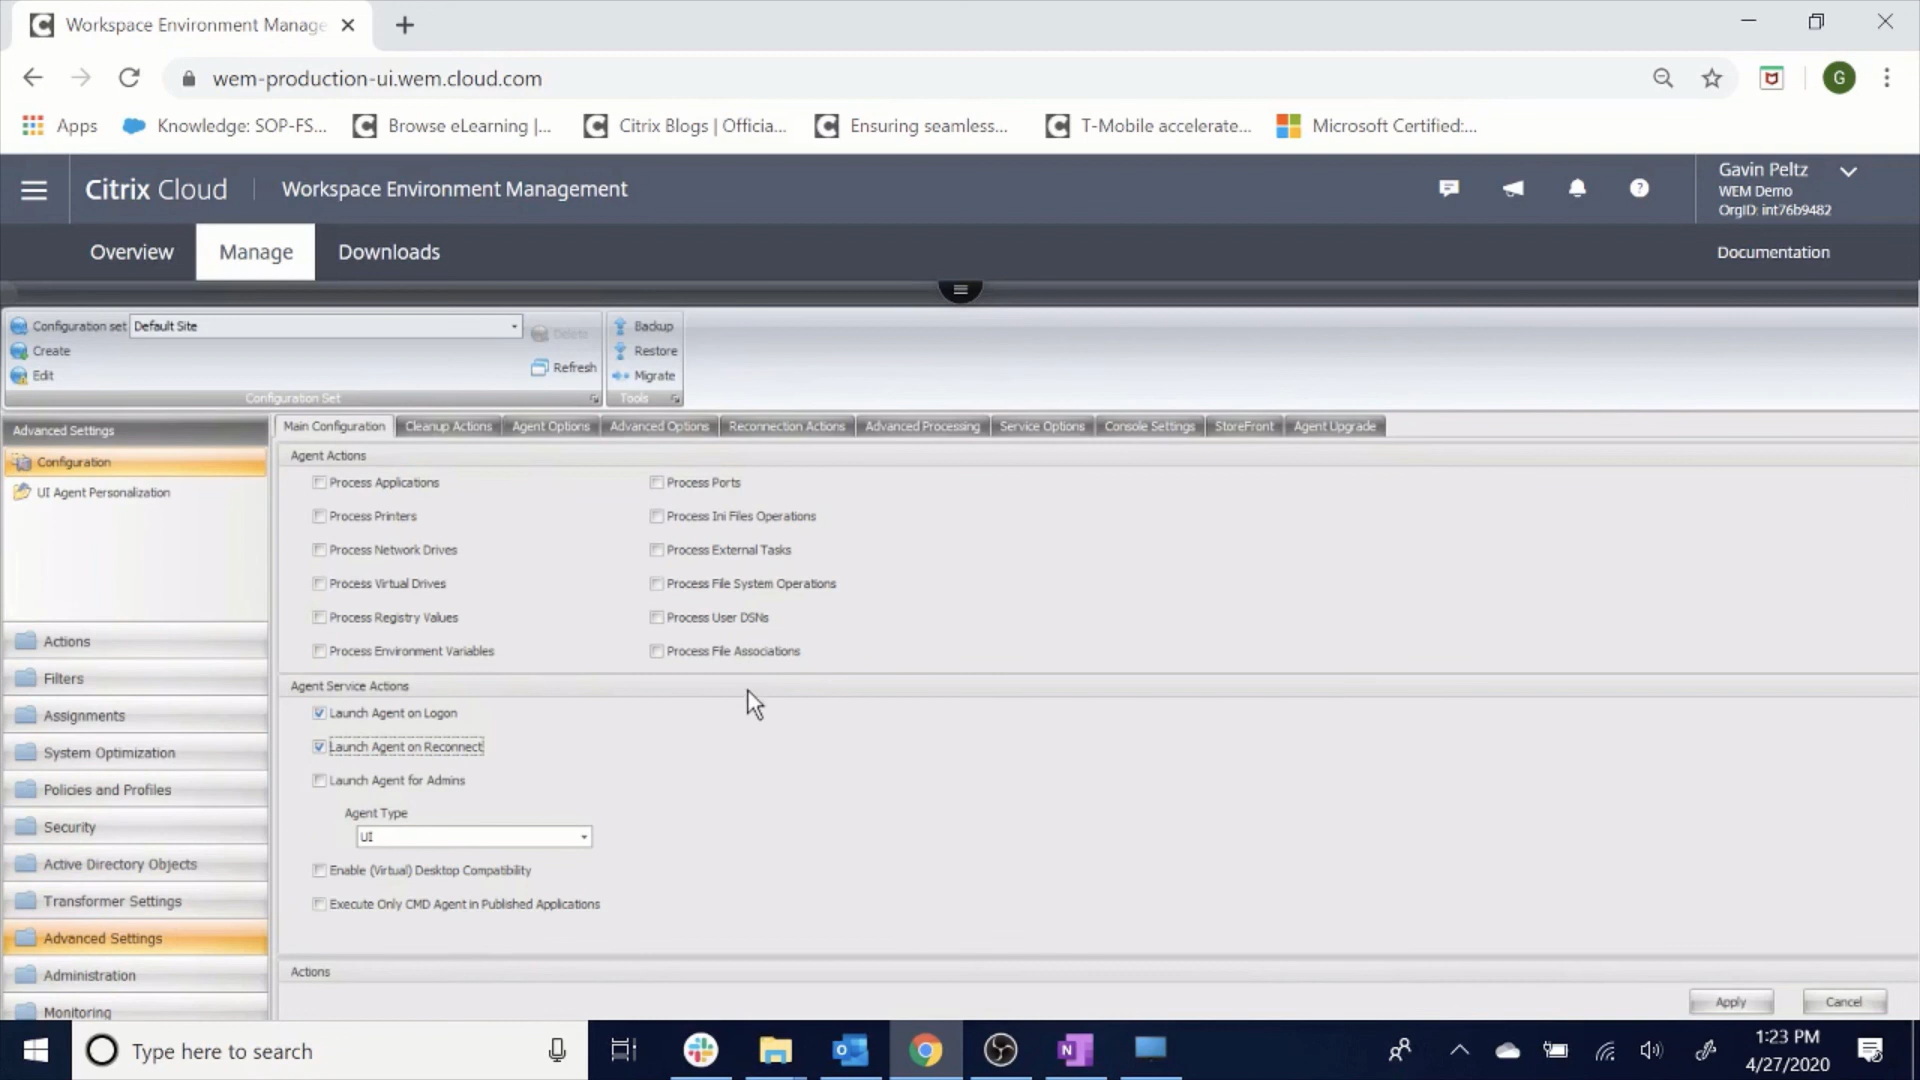 Workspace Environment Manage
wem-production-ui.wem.cloud.com
G
Apps
Knowledge: SOP-FS...
Browse eLearning |...
Citrix Blogs | Officia...
Ensuring seamless...
T-Mobile accelerate...
Microsoft Certified:...
Citrix Cloud
Workspace Environment Management
Gavin Peltz
WEM Demo
OrgID: int76b9482
Overview
Manage
Downloads
Documentation
Configuration set
Default Site
Delete
Create
Edit
Refresh
Configuration Set
Backup
Restore
Migrate
Tools
Advanced Settings
Configuration
UI Agent Personalization
Actions
Filters
Assignments
System Optimization
Policies and Profiles
Security
Active Directory Objects
Transformer Settings
Advanced Settings
Administration
Monitoring
Main Configuration
Cleanup Actions
Agent Options
Advanced Options
Reconnection Actions
Advanced Processing
Service Options
Console Settings
StoreFront
Agent Upgrade
Agent Actions
Process Applications
Process Printers
Process Network Drives
Process Virtual Drives
Process Registry Values
Process Environment Variables
Process Ports
Process Ini Files Operations
Process External Tasks
Process File System Operations
Process User DSNs
Process File Associations
Agent Service Actions
Launch Agent on Logon
Launch Agent on Reconnect
Launch Agent for Admins
Agent Type
UI
Enable (Virtual) Desktop Compatibility
Execute Only CMD Agent in Published Applications
Actions
Apply
Cancel
Type here to search
1:23 PM
4/27/2020